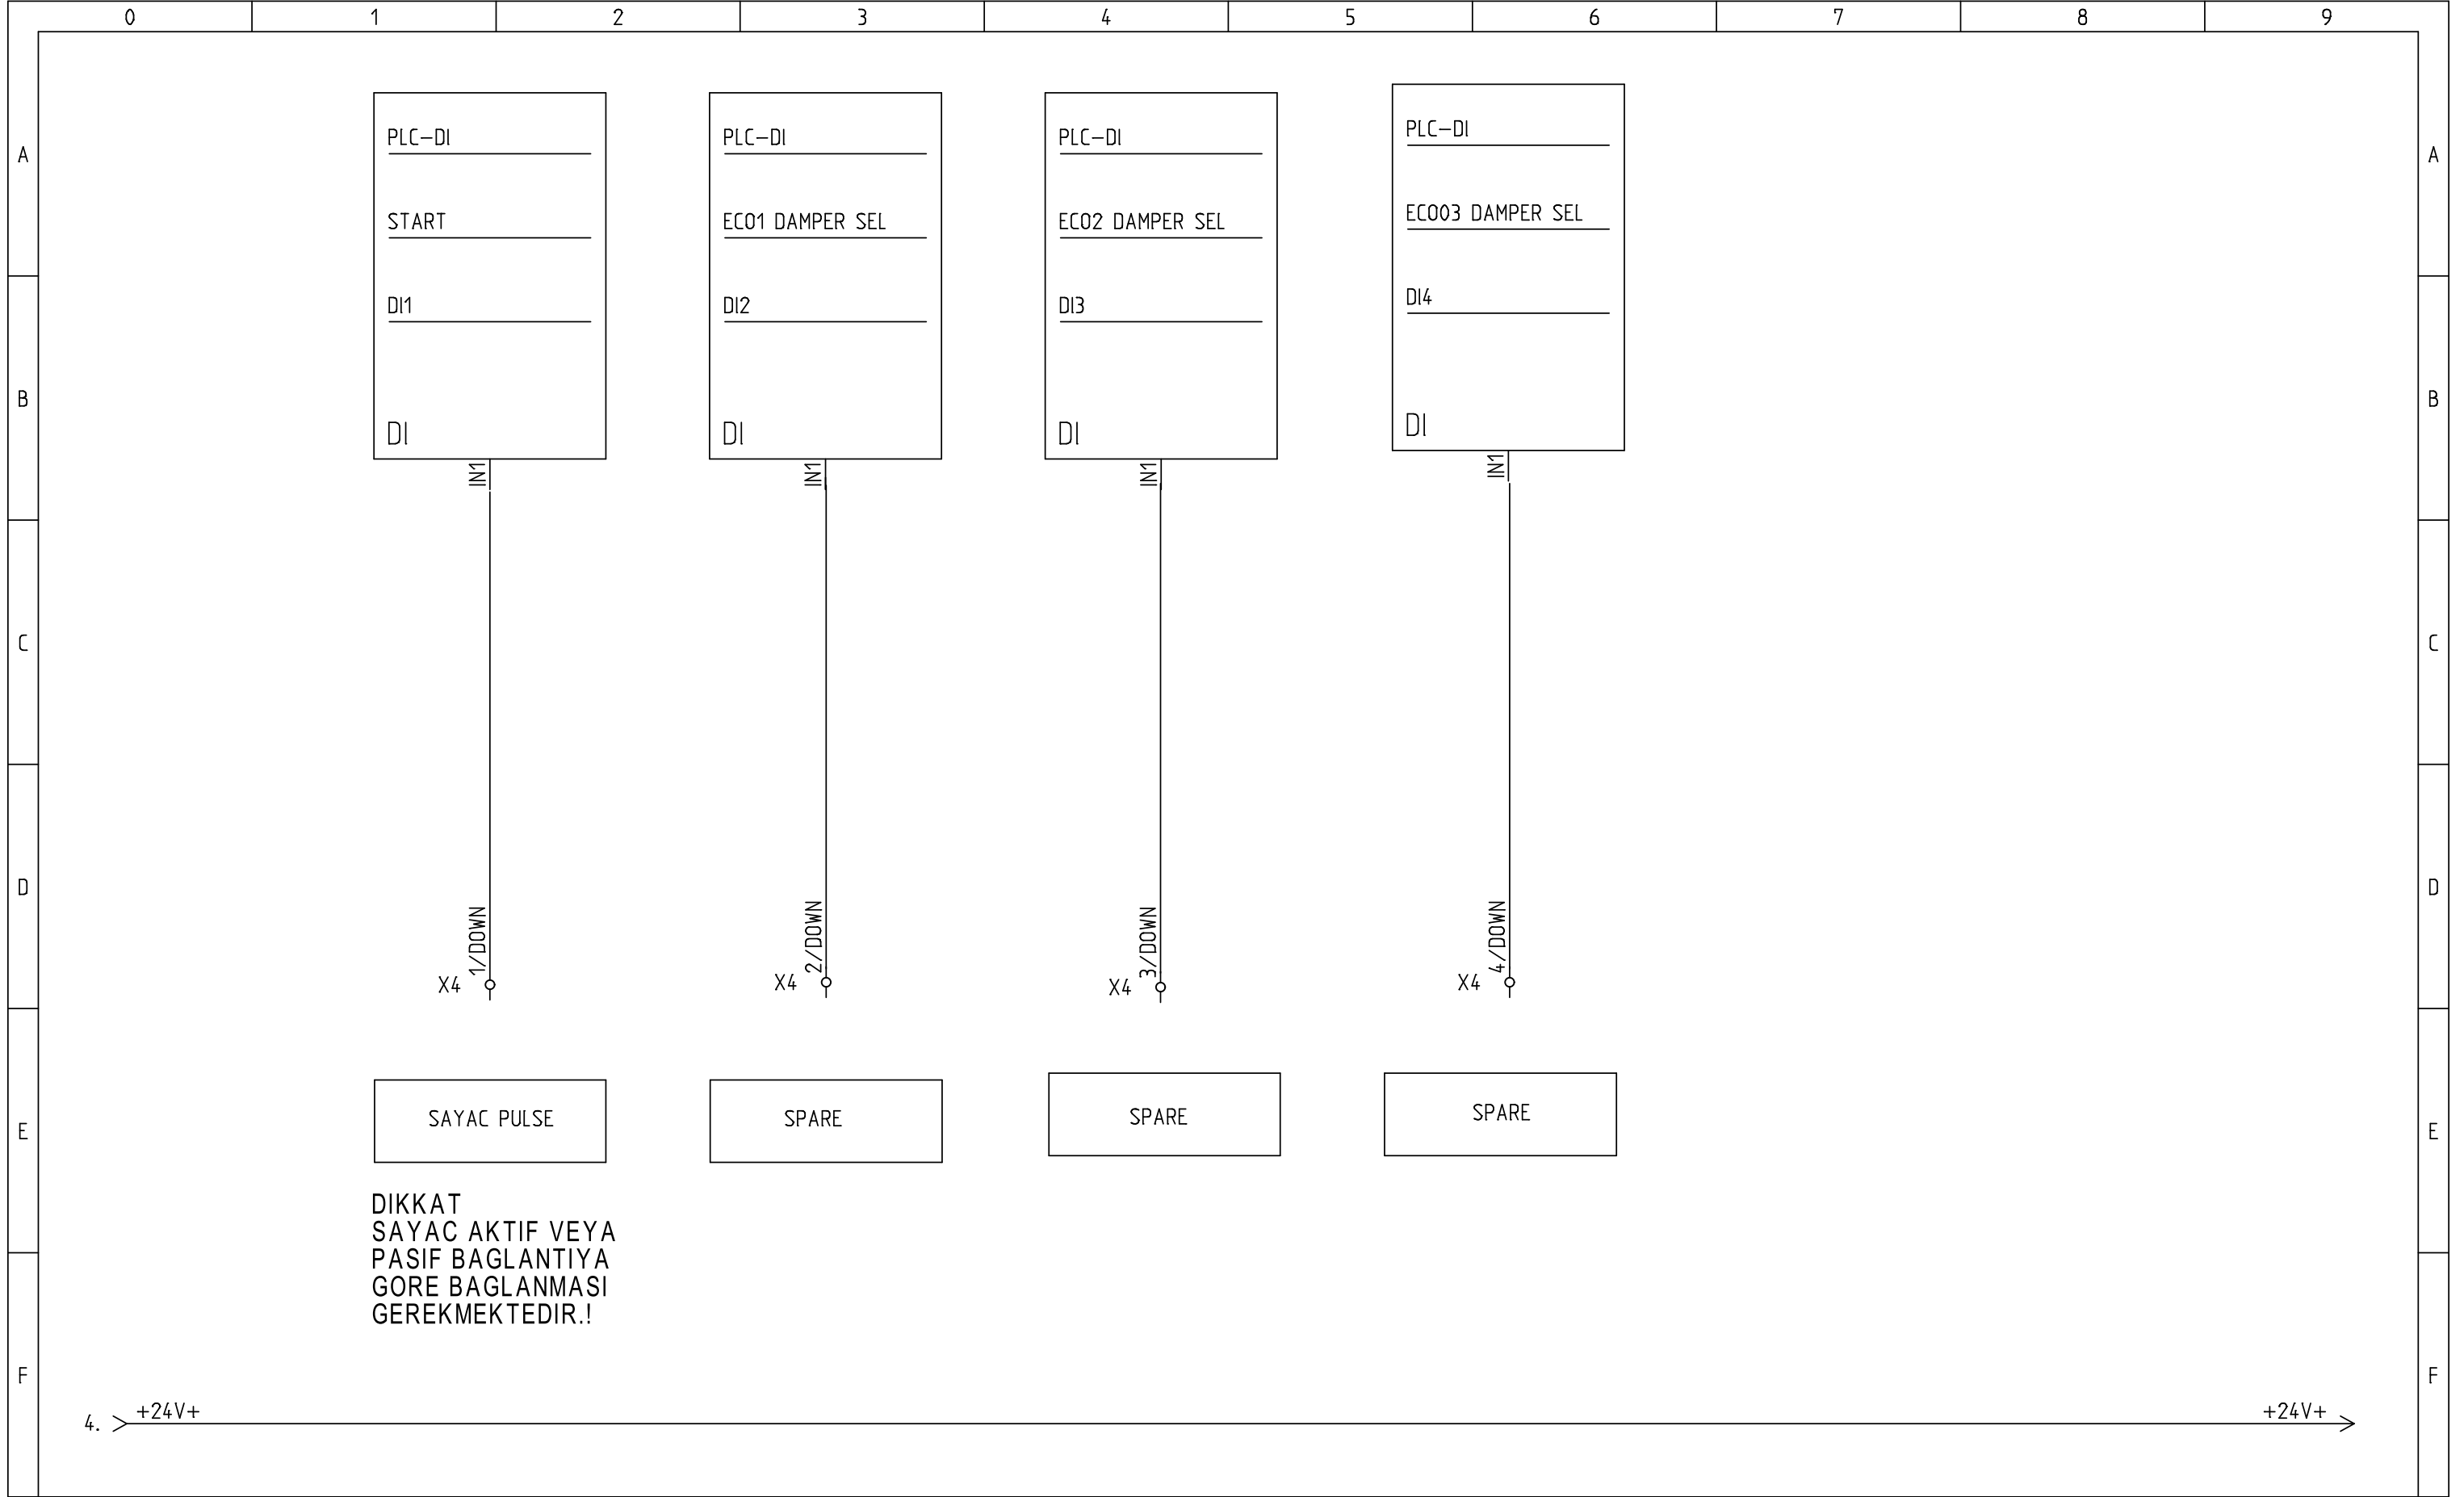 0 1 2 3 4 5 6 7 8 9
A A
B B
C C
D D
E E
F F
PLC-DI
START
DI1
DI
IN1
1/DOWN
X4
SAYAC PULSE
PLC-DI
ECO1 DAMPER SEL
DI2
DI
IN1
2/DOWN
X4
SPARE
PLC-DI
ECO2 DAMPER SEL
DI3
DI
IN1
3/DOWN
X4
SPARE
PLC-DI
ECO03 DAMPER SEL
DI4
DI
IN1
4/DOWN
X4
SPARE
DIKKAT
SAYAC AKTIF VEYA
PASIF BAGLANTIYA
GORE BAGLANMASI
GEREKMEKTEDIR.!
4. +24V+ +24V+